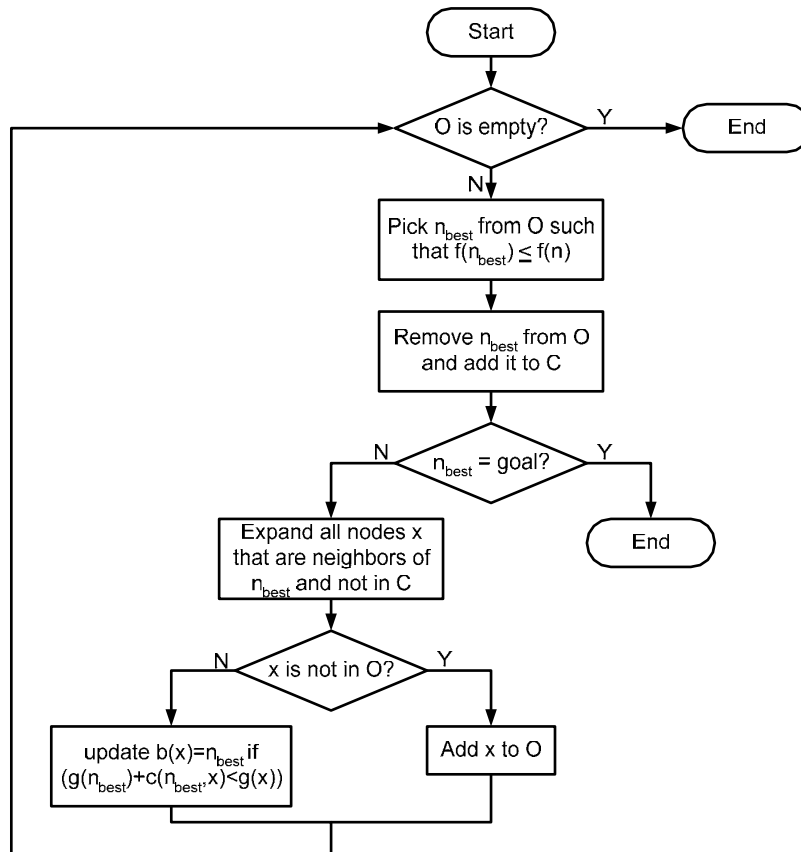 Start
O is empty?
Y
End
N
Pick n_best from O such
that f(n_best) ≤ f(n)
Remove n_best from O
and add it to C
N
n_best = goal?
Y
Expand all nodes x
that are neighbors of
n_best and not in C
End
N
x is not in O?
Y
update b(x)=n_best if
(g(n_best)+c(n_best,x)<g(x))
Add x to O